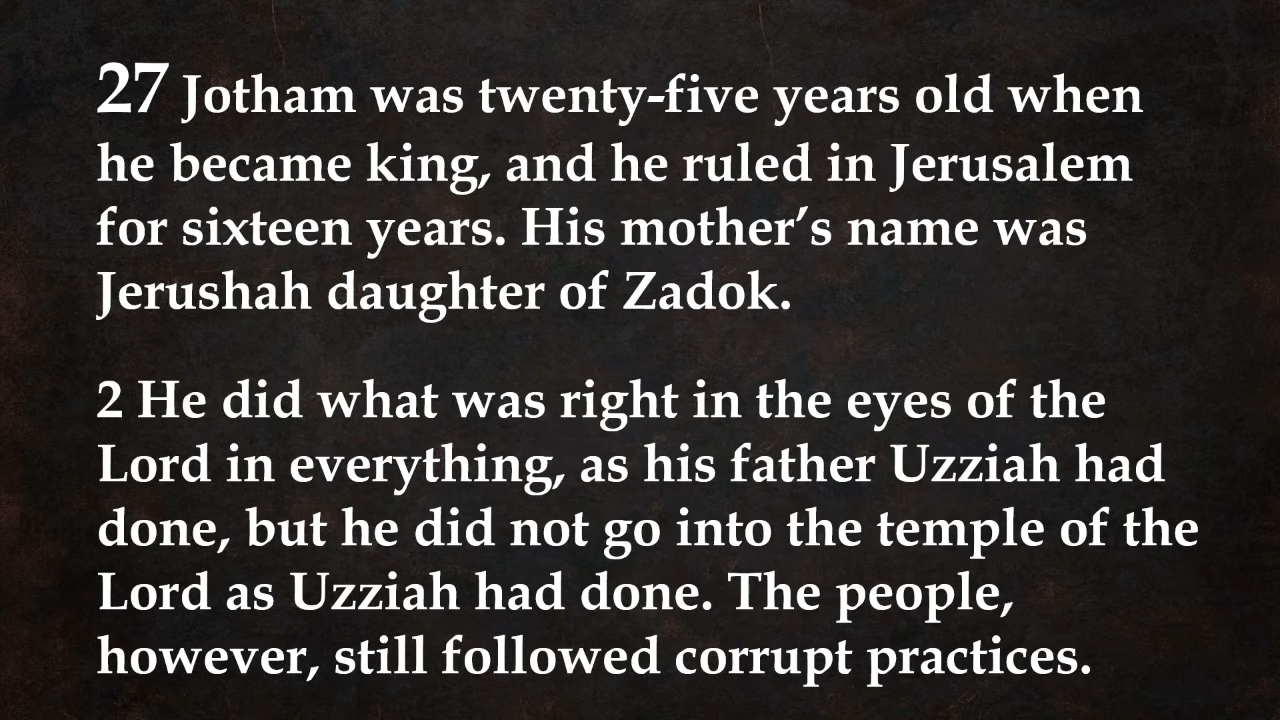 27 Jotham was twenty-five years old when
he became king, and he ruled in Jerusalem
for sixteen years. His mother’s name was
Jerushah daughter of Zadok.
2 He did what was right in the eyes of the
Lord in everything, as his father Uzziah had
done, but he did not go into the temple of the
Lord as Uzziah had done. The people,
however, still followed corrupt practices.